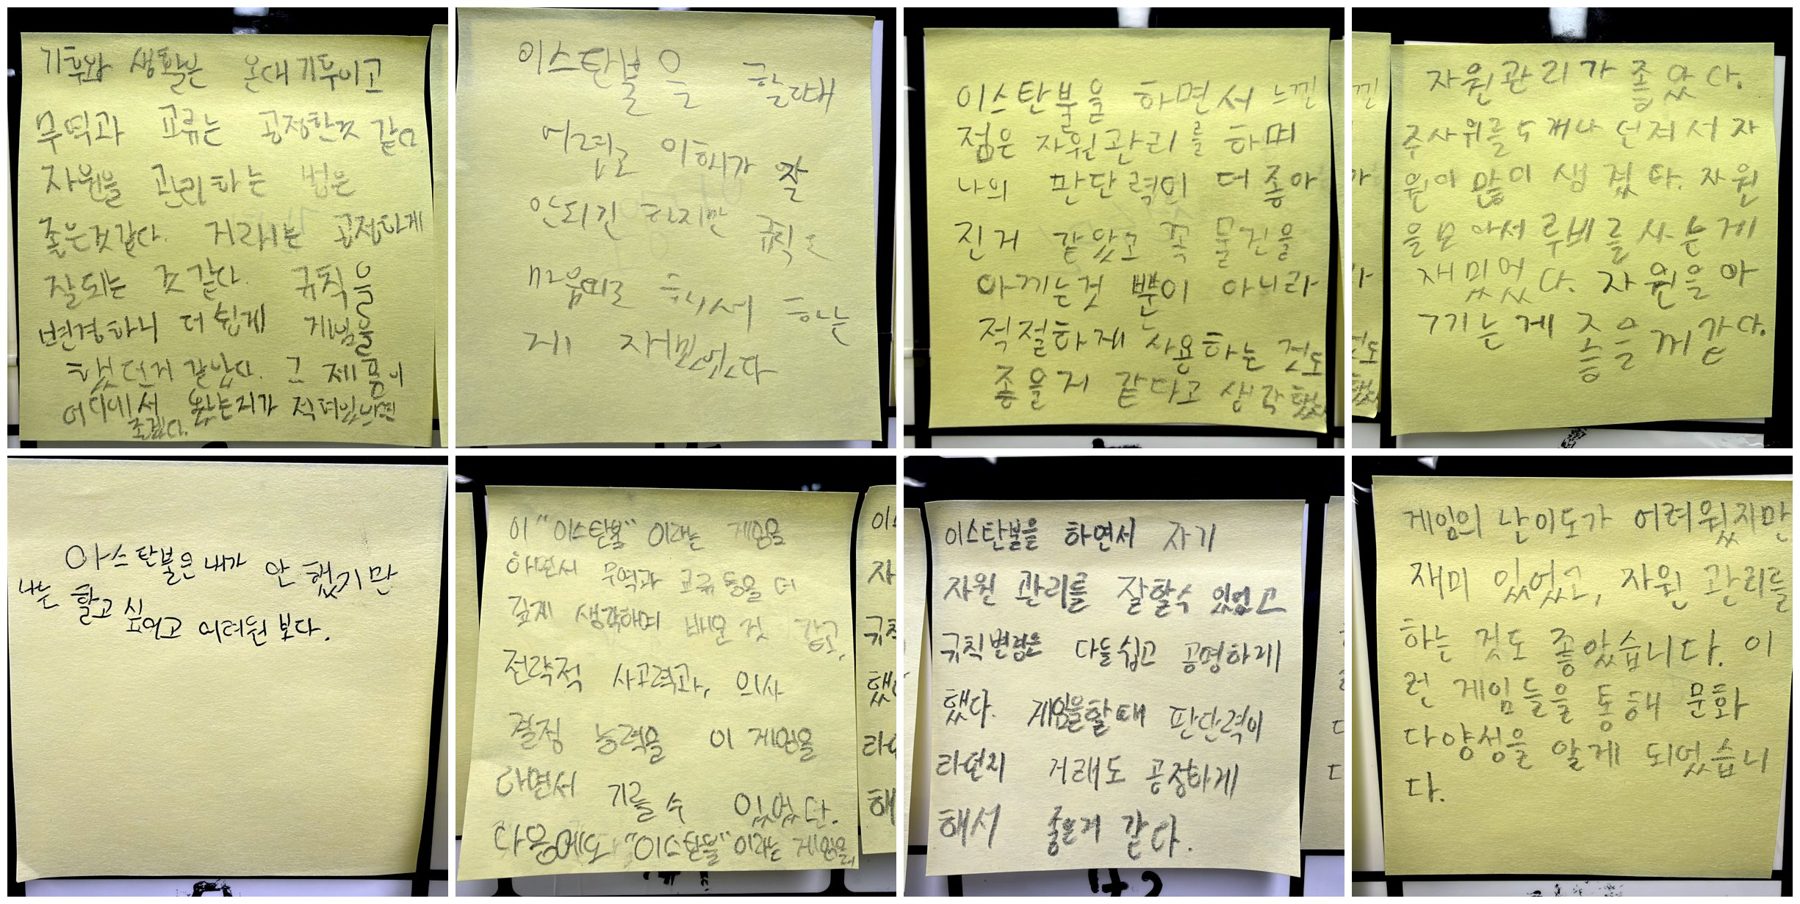 기후와 생활은 온대기후이고
무역과 교류는 공정한것 같다
자원을 관리하는 법은
좋은것같다. 거래는 공정하게
잘되는 것같다. 규칙을
변경하니 더 쉽게 게임을
했던거 같았다. 그 제품이
어디에서 왔는지가 적혀있으면
좋겠다.
이스탄불을 할때
어렵고 이해가 잘
안되긴 하지만 규칙도
마음대로 해서 하는
게 재밌었다
이스탄불을 하면서 느낀
점은 자원관리를 하며
나의 판단력이 더 좋아
진거 같았고 꼭 물건을
아끼는것 뿐이 아니라
적절하게 사용하는 것도
좋을거 같다고 생각했다
자원관리가 좋았다.
주사위를 두개나 던져서 자
원이 많이 생겼다. 자원
을 모아서 루비를 사는게
재밌었다. 자원을 아
끼는게 좋을꺼 같다.
이스탄불은 내가 안 했지만
나는 할고 싶었고 어려원 보다.
이 "이스탄불" 이라는 게임을
하면서 무역과 교류 등을 더
깊게 생각하며 배운 것 같고,
전략적 사고력과, 의사
결정 능력을 이 게임을
하면서 기를 수 있었단.
다음에도 "이스탄불"이라는 게임을,
이스탄불을 하면서 자기
자원 관리를 잘할수 있었고
규칙변경은 다들쉽고 공평하게
했다. 게임을할때 판단력이
라던지 거래도 공정하게
해서 좋은거 같다.
게임의 난이도가 어려웠지만
재미 있었고, 자원 관리를
하는 것도 좋았습니다. 이
런 게임들을 통해 문화
다양성을 알게 되었습니
다.